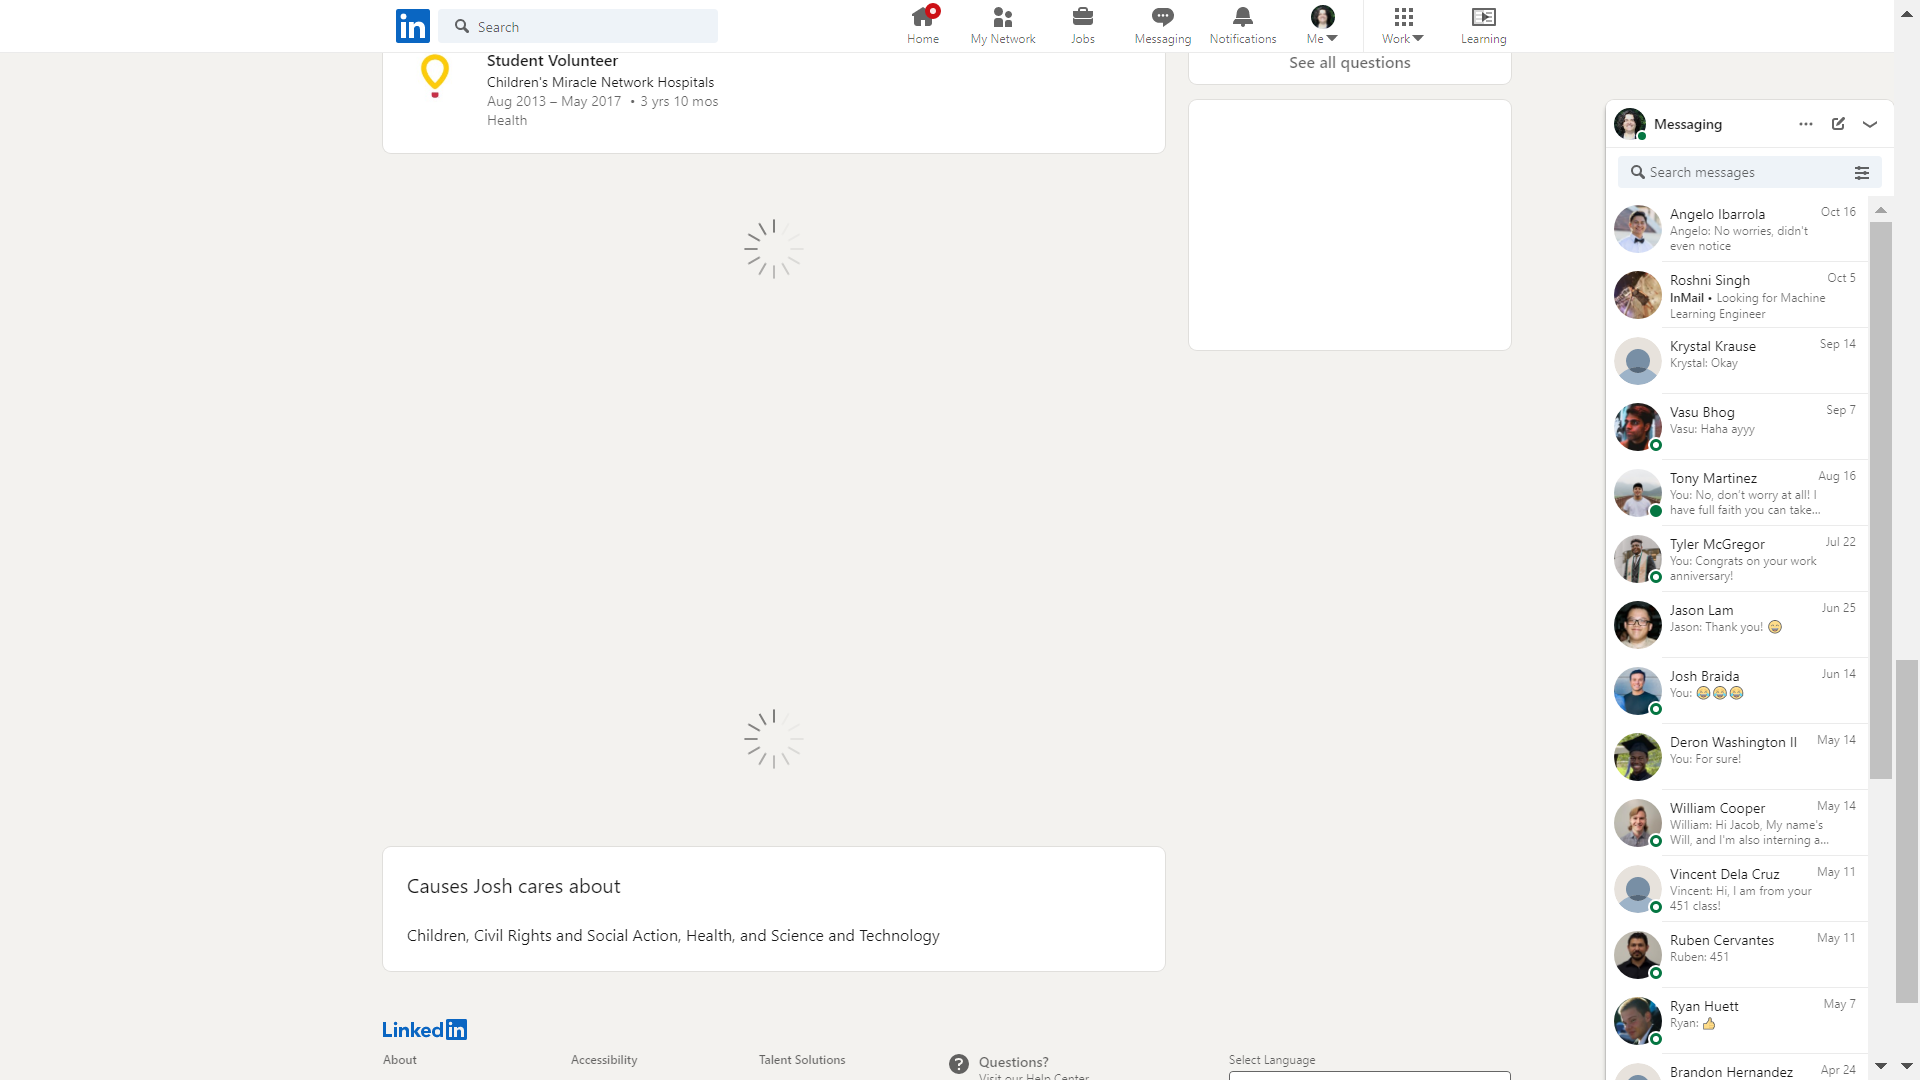 in
Search
Home
My Network
Jobs
Messaging
Notifications
Me
Work
Learning
Student Volunteer
Children's Miracle Network Hospitals
Aug 2013 – May 2017 • 3 yrs 10 mos
Health
See all questions
Causes Josh cares about
Children, Civil Rights and Social Action, Health, and Science and Technology
Linked in
About
Accessibility
Talent Solutions
? Questions?
Visit our Help Center
Select Language
Messaging
Search messages
Angelo Ibarrola Oct 16
Angelo: No worries, didn't
even notice
Roshni Singh Oct 5
InMail • Looking for Machine
Learning Engineer
Krystal Krause Sep 14
Krystal: Okay
Vasu Bhog Sep 7
Vasu: Haha ayyy
Tony Martinez Aug 16
You: No, don't worry at all! I
have full faith you can take...
Tyler McGregor Jul 22
You: Congrats on your work
anniversary!
Jason Lam Jun 25
Jason: Thank you! 😄
Josh Braida Jun 14
You: 😂😂😂
Deron Washington II May 14
You: For sure!
William Cooper May 14
William: Hi Jacob, My name's
Will, and I'm also interning a...
Vincent Dela Cruz May 11
Vincent: Hi, I am from your
451 class!
Ruben Cervantes May 11
Ruben: 451
Ryan Huett May 7
Ryan: 👍
Brandon Hernandez Apr 24